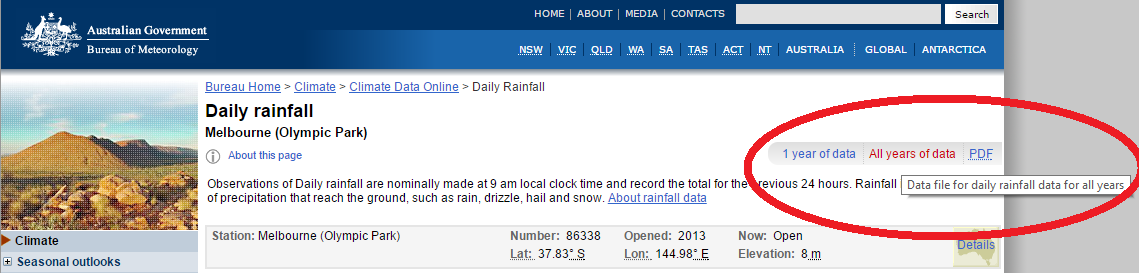 HOME | ABOUT | MEDIA | CONTACTS
Search
Australian Government
Bureau of Meteorology
NSW | VIC | QLD | WA | SA | TAS | ACT | NT | AUSTRALIA | GLOBAL | ANTARCTICA
Bureau Home > Climate > Climate Data Online > Daily Rainfall
Daily rainfall
Melbourne (Olympic Park)
About this page
1 year of data All years of data PDF
Observations of Daily rainfall are nominally made at 9 am local clock time and record the total for the previous 24 hours. Rainfall
Data file for daily rainfall data for all years
of precipitation that reach the ground, such as rain, drizzle, hail and snow. About rainfall data
Station: Melbourne (Olympic Park) Number: 86338 Opened: 2013 Now: Open
Details
Lat: 37.83° S Lon: 144.98° E Elevation: 8 m
Climate
Seasonal outlooks